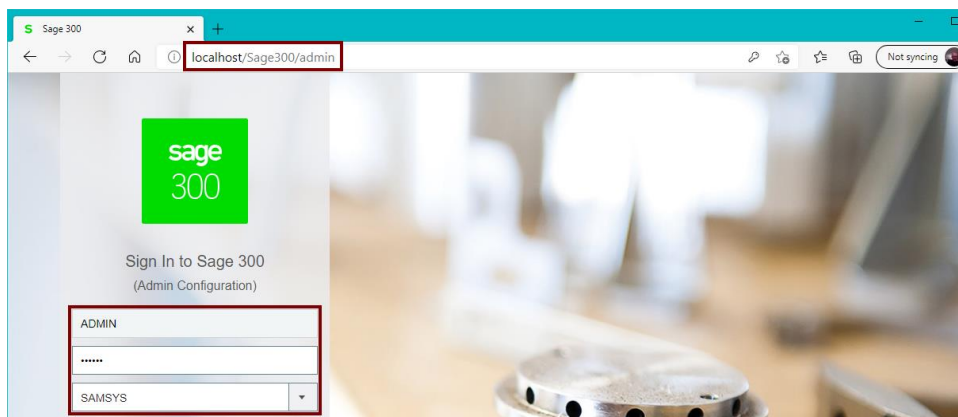 S Sage 300
localhost/Sage300/admin
Not syncing
sage
300
Sign In to Sage 300
(Admin Configuration)
ADMIN
••••••
SAMSYS